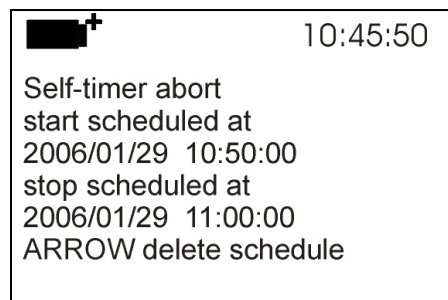 10:45:50
Self-timer abort
start scheduled at
2006/01/29 10:50:00
stop scheduled at
2006/01/29 11:00:00
ARROW delete schedule